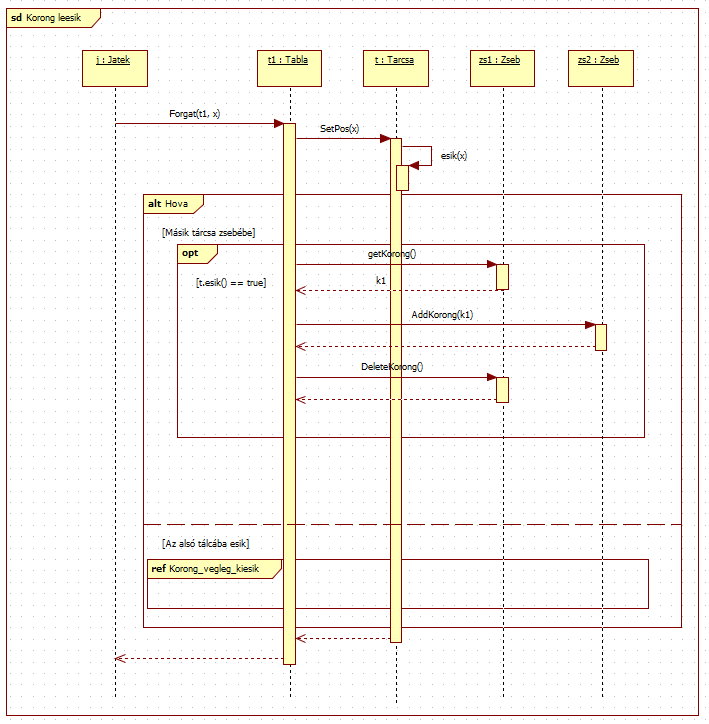 sd Korong leesik
j : Jatek
t1 : Tabla
t : Tarcsa
zs1 : Zseb
zs2 : Zseb
Forgat(t1, x)
SetPos(x)
esik(x)
alt Hova
[Másik tárcsa zsebébe]
opt
getKorong()
[t.esik() == true]
k1
AddKorong(k1)
DeleteKorong()
[Az alsó tálcába esik]
ref Korong_vegleg_kiesik